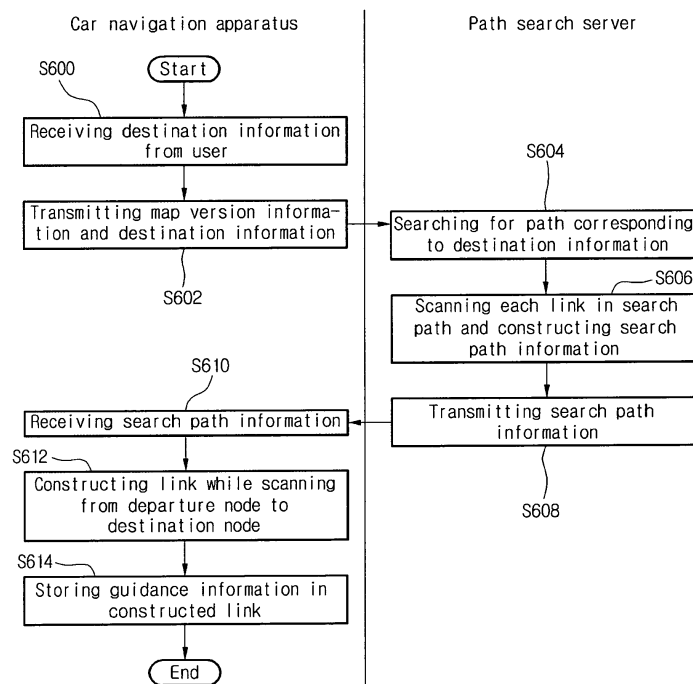 Car navigation apparatus
Path search server
Start
S600
Receiving destination information
from user
Transmitting map version informa-
tion and destination information
S602
S604
Searching for path corresponding
to destination information
S606
Scanning each link in search
path and constructing search
path information
Transmitting search path
information
S608
S610
Receiving search path information
S612
Constructing link while scanning
from departure node to
destination node
S614
Storing guidance information in
constructed link
End